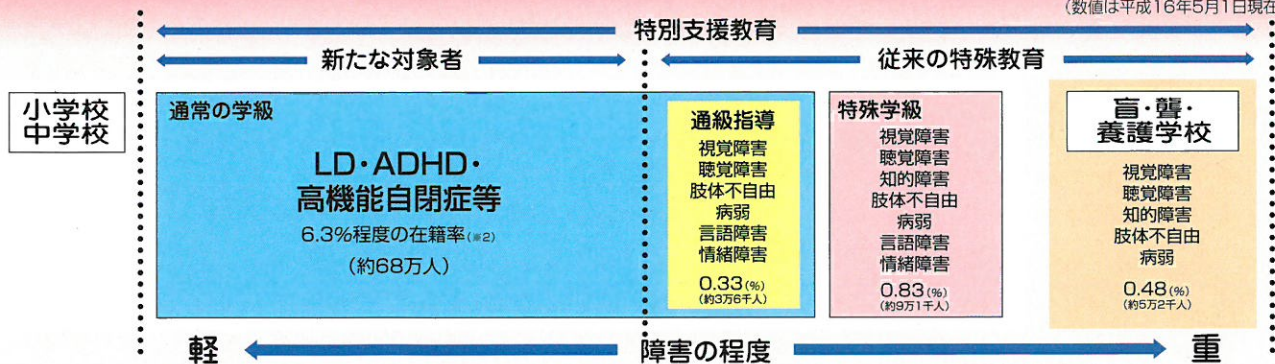 (数値は平成16年5月1日現在
特別支援教育
新たな対象者
従来の特殊教育
小学校
中学校
通常の学級
LD・ADHD・
高機能自閉症等
6.3%程度の在籍率(※2)
(約68万人)
通級指導
視覚障害
聴覚障害
肢体不自由
病弱
言語障害
情緒障害
0.33(%)
(約3万6千人)
特殊学級
視覚障害
聴覚障害
知的障害
肢体不自由
病弱
言語障害
情緒障害
0.83(%)
(約9万1千人)
盲・聾・
養護学校
視覚障害
聴覚障害
知的障害
肢体不自由
病弱
0.48(%)
(約5万2千人)
軽
障害の程度
重